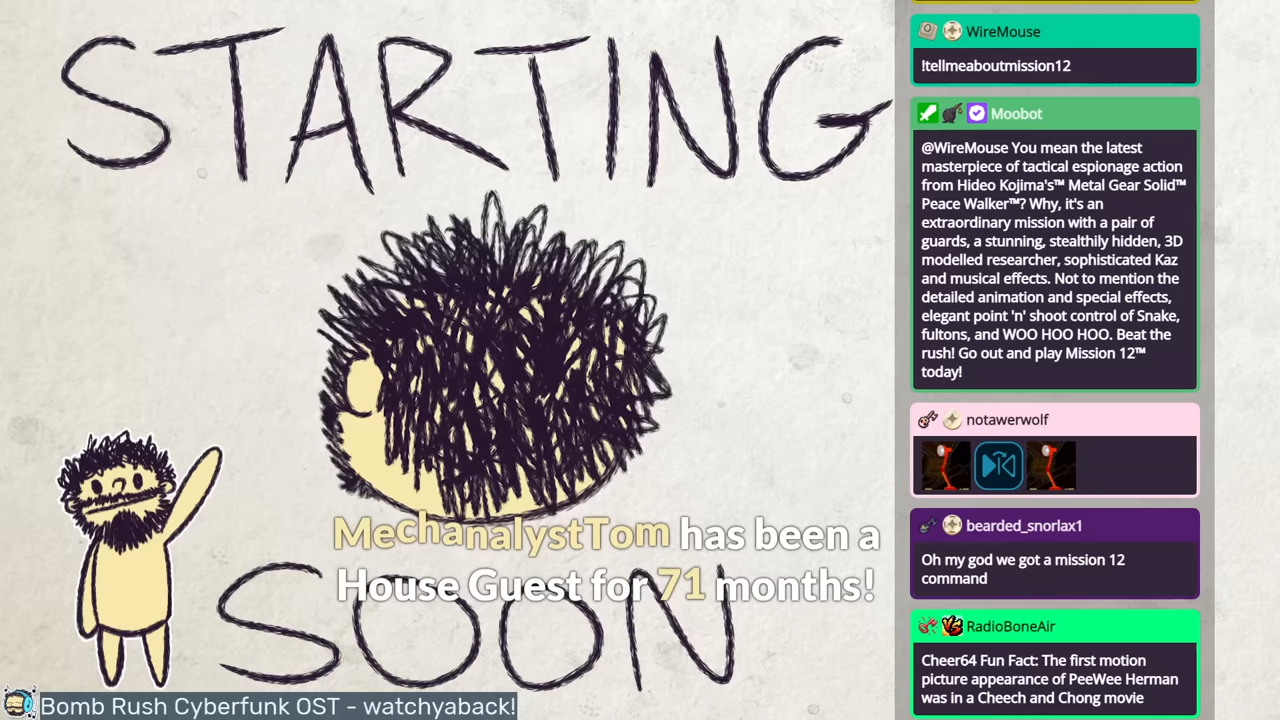 STARTING
MechanalystTom has been a
House Guest for 71 months!
SOON
Bomb Rush Cyberfunk OST - watchyaback!
WireMouse
!tellmeaboutmission12
Moobot
@WireMouse You mean the latest
masterpiece of tactical espionage action
from Hideo Kojima's™ Metal Gear Solid™
Peace Walker™? Why, it's an
extraordinary mission with a pair of
guards, a stunning, stealthily hidden, 3D
modelled researcher, sophisticated Kaz
and musical effects. Not to mention the
detailed animation and special effects,
elegant point 'n' shoot control of Snake,
fultons, and WOO HOO HOO. Beat the
rush! Go out and play Mission 12™
today!
notawerwolf
bearded_snorlax1
Oh my god we got a mission 12
command
RadioBoneAir
Cheer64 Fun Fact: The first motion
picture appearance of PeeWee Herman
was in a Cheech and Chong movie